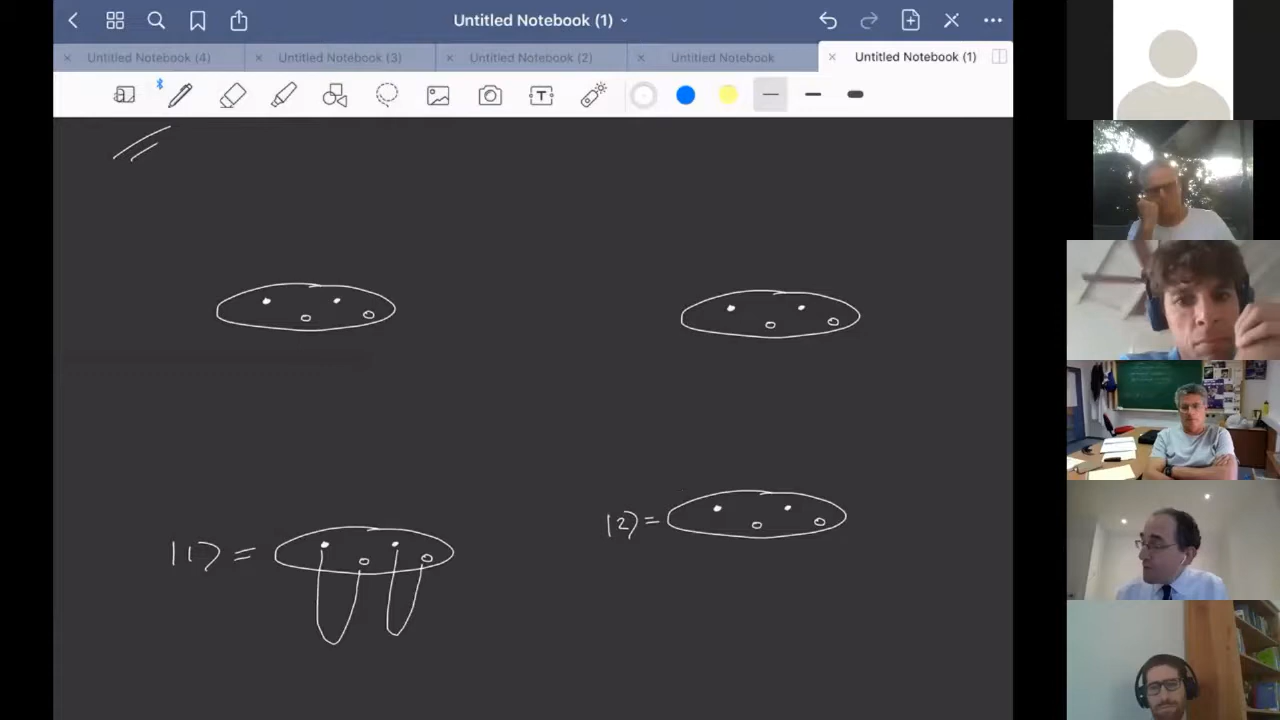 Untitled Notebook (1)
Untitled Notebook (4)
Untitled Notebook (3)
Untitled Notebook (2)
Untitled Notebook
Untitled Notebook (1)
|2⟩=
|1⟩=